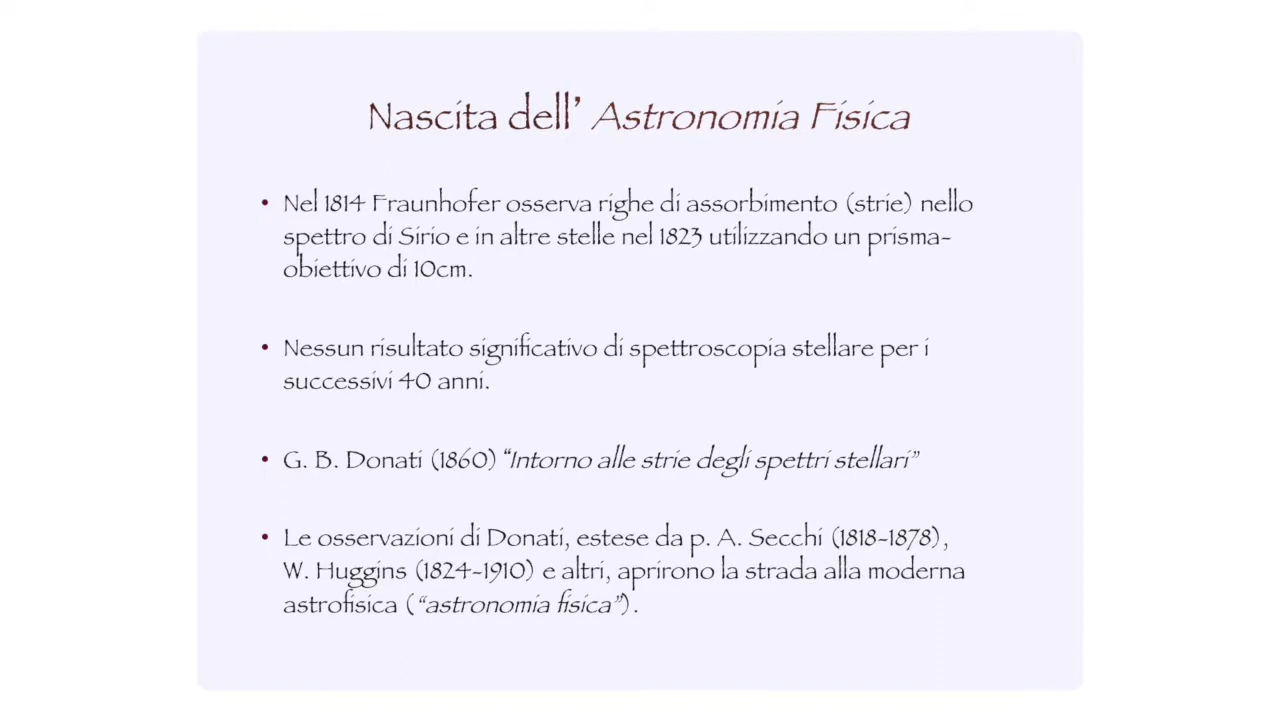 Nascita dell’ Astronomia Fisica
• Nel 1814 Fraunhofer osserva righe di assorbimento (strie) nello
spettro di Sirio e in altre stelle nel 1823 utilizzando un prisma-
obiettivo di 10cm.
• Nessun risultato significativo di spettroscopia stellare per i
successivi 40 anni.
• G. B. Donati (1860) “Intorno alle strie degli spettri stellari”
• Le osservazioni di Donati, estese da p. A. Secchi (1818-1878),
W. Huggins (1824-1910) e altri, aprirono la strada alla moderna
astrofisica (“astronomia fisica”).